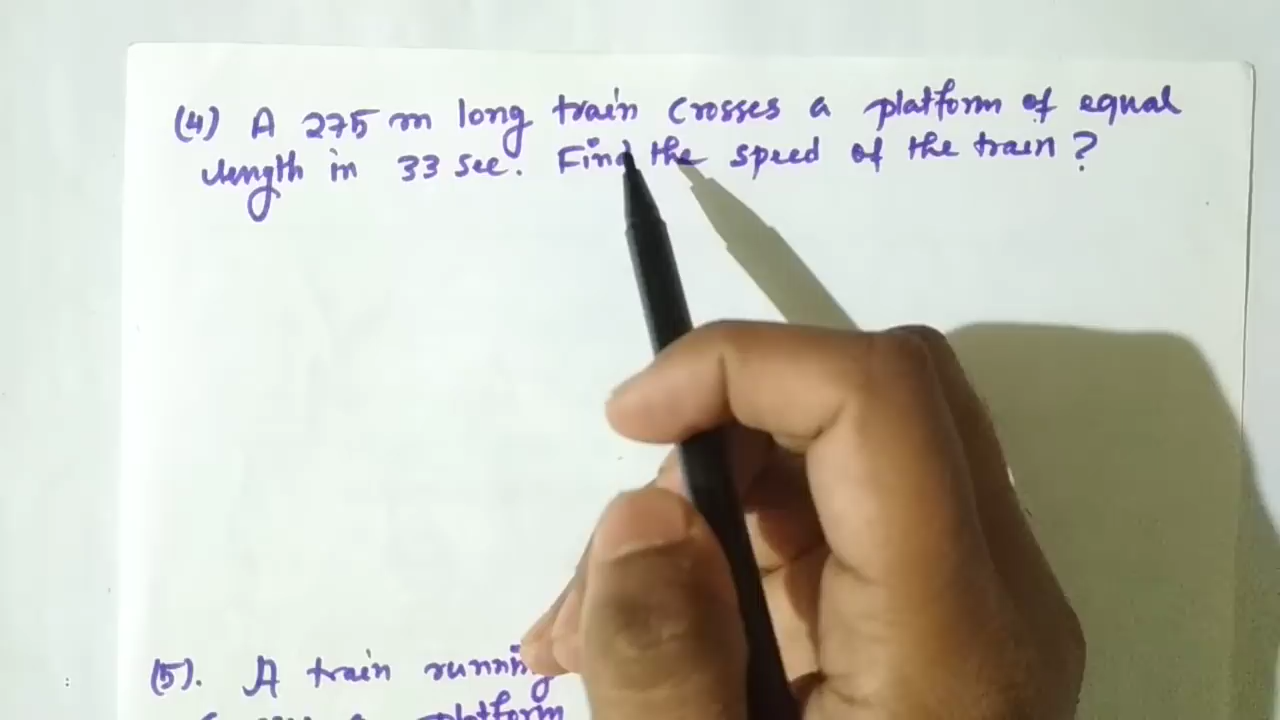 (4) A 275 m long train crosses a platform of equal
length in 33 sec. Find the speed of the train?
(5). A train running
platform